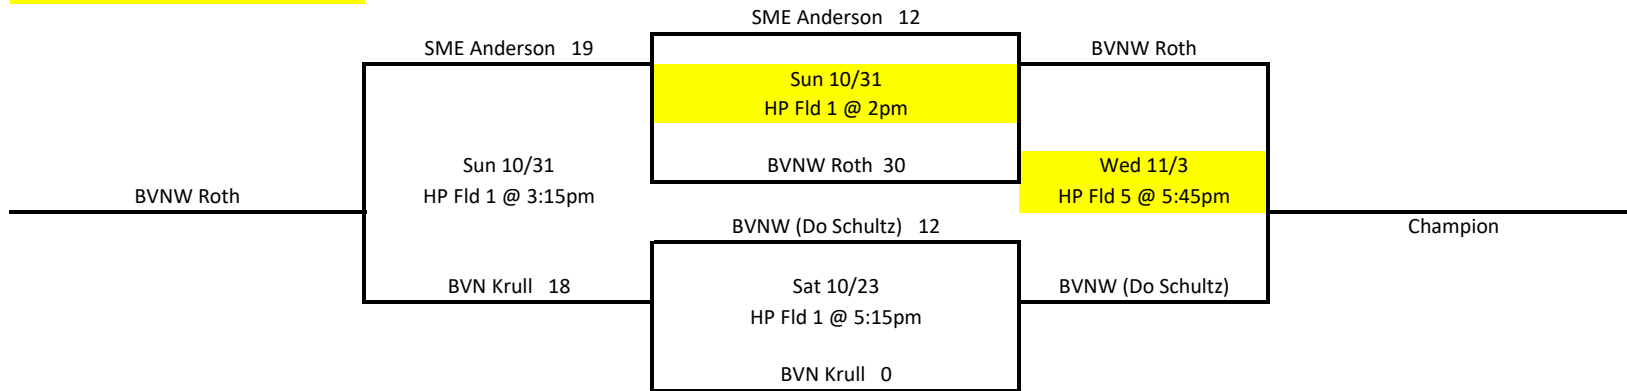 SME Anderson 12
SME Anderson 19
BVNW Roth
Sun 10/31
HP Fld 1 @ 2pm
Sun 10/31
HP Fld 1 @ 3:15pm
BVNW Roth 30
Wed 11/3
HP Fld 5 @ 5:45pm
BVNW Roth
BVNW (Do Schultz) 12
Champion
BVN Krull 18
Sat 10/23
HP Fld 1 @ 5:15pm
BVNW (Do Schultz)
BVN Krull 0